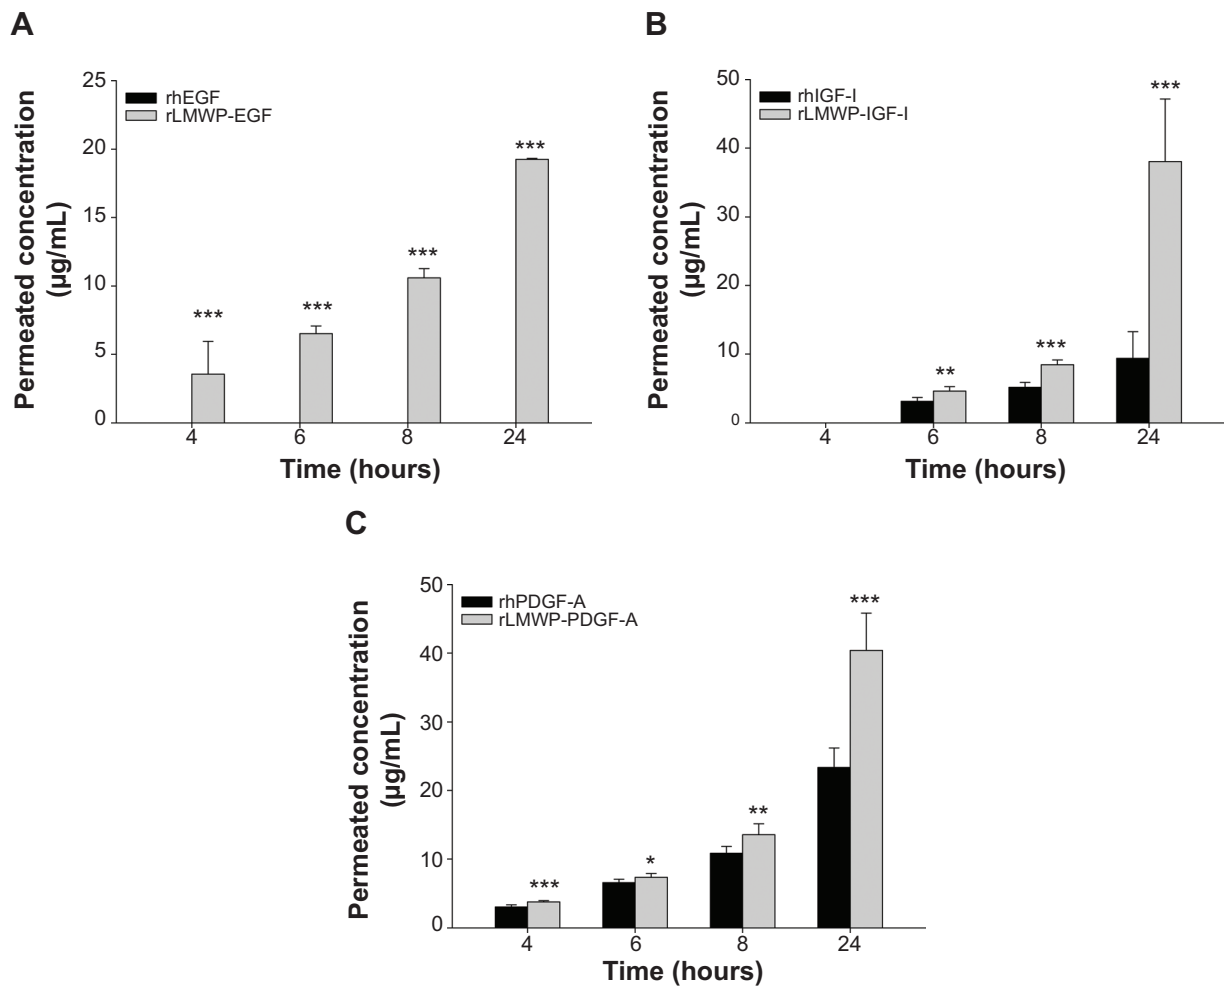 A
Permeated concentration
(µg/mL)
25
20
15
10
5
0
rhEGF
rLMWP-EGF
***
***
***
***
4
6
8
24
Time (hours)
B
Permeated concentration
(µg/mL)
50
40
30
20
10
0
rhIGF-I
rLMWP-IGF-I
**
***
***
4
6
8
24
Time (hours)
C
Permeated concentration
(µg/mL)
50
40
30
20
10
0
rhPDGF-A
rLMWP-PDGF-A
***
*
**
***
4
6
8
24
Time (hours)